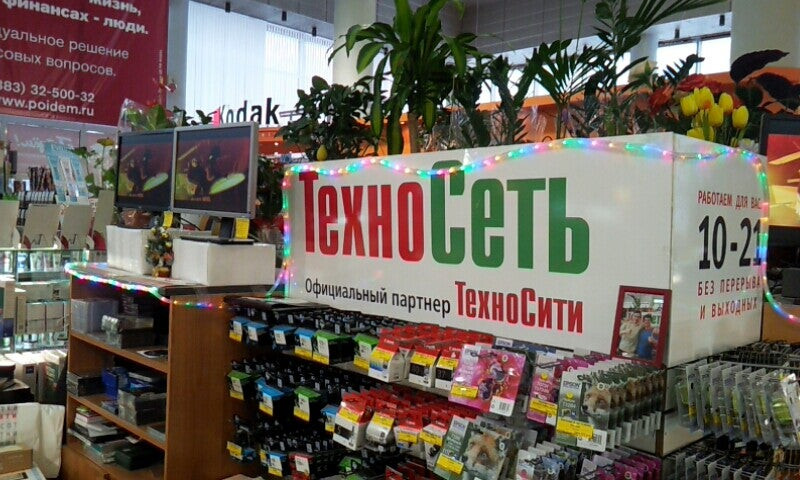 жизнь,
финансах - люди.
дуальное решение
совых вопросов.
383) 32-500-32
www.poidem.ru
Kodak
ТехноСеть
Официальный партнер ТехноСити
РАБОТАЕМ ДЛЯ ВАС
10-21
БЕЗ ПЕРЕРЫВА
И ВЫХОДНЫХ
EPSON